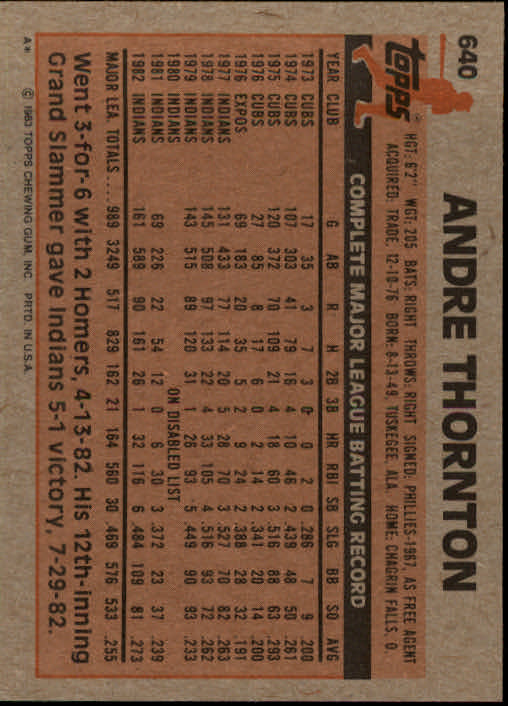 640
ANDRE THORNTON
topps®
HGT: 6'2" WGT: 205 BATS: RIGHT THROWS: RIGHT SIGNED: PHILLIES-1967, AS FREE AGENT
ACQUIRED: TRADE, 12-10-76 BORN: 8-13-49, TUSKEGEE, ALA. HOME: CHAGRIN FALLS, O.
COMPLETE MAJOR LEAGUE BATTING RECORD
YEAR CLUB G AB R H 2B 3B HR RBI SB SLG BB SO AVG
1973 CUBS 17 35 3 7 3 0 0 2 0 .286 7 9 .200
1974 CUBS 107 303 41 79 16 4 10 46 2 .439 48 50 .261
1975 CUBS 120 372 70 109 21 4 18 60 3 .516 88 63 .293
1976 CUBS 27 85 8 17 6 0 2 14 2 .341 20 14 .200
1976 EXPOS 69 183 20 35 5 2 9 24 2 .388 28 32 .191
1977 INDIANS 131 433 77 114 20 5 28 70 3 .527 70 82 .263
1978 INDIANS 145 508 97 133 22 4 33 105 4 .516 93 72 .262
1979 INDIANS 143 515 89 120 31 1 26 93 5 .449 90 93 .233
1980 INDIANS ON DISABLED LIST
1981 INDIANS 69 226 22 54 12 0 6 30 3 .372 23 37 .239
1982 INDIANS 161 589 90 161 26 1 32 116 6 .484 109 81 .273
MAJOR LEA. TOTALS .... 989 3249 517 829 162 21 164 560 30 .469 576 533 .255
Went 3-for-6 with 2 Homers, 4-13-82. His 12th-inning
Grand Slammer gave Indians 5-1 victory, 7-29-82.
A* © 1983 TOPPS CHEWING GUM, INC. PRTD. IN U.S.A.